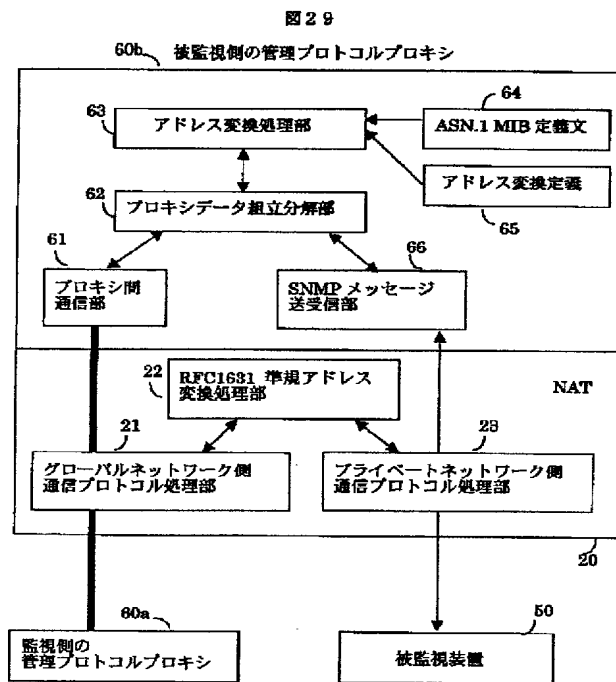 図29
60b
被監視側の管理プロトコルプロキシ
64
63
アドレス変換処理部
ASN.1 MIB 定義文
アドレス変換定義
65
62
プロキシデータ組立分解部
61
66
プロキシ間
通信部
SNMP メッセージ
送受信部
22
RFC1631 準規アドレス
変換処理部
NAT
21
23
グローバルネットワーク側
通信プロトコル処理部
プライベートネットワーク側
通信プロトコル処理部
20
60a
50
監視側の
管理プロトコルプロキシ
被監視装置